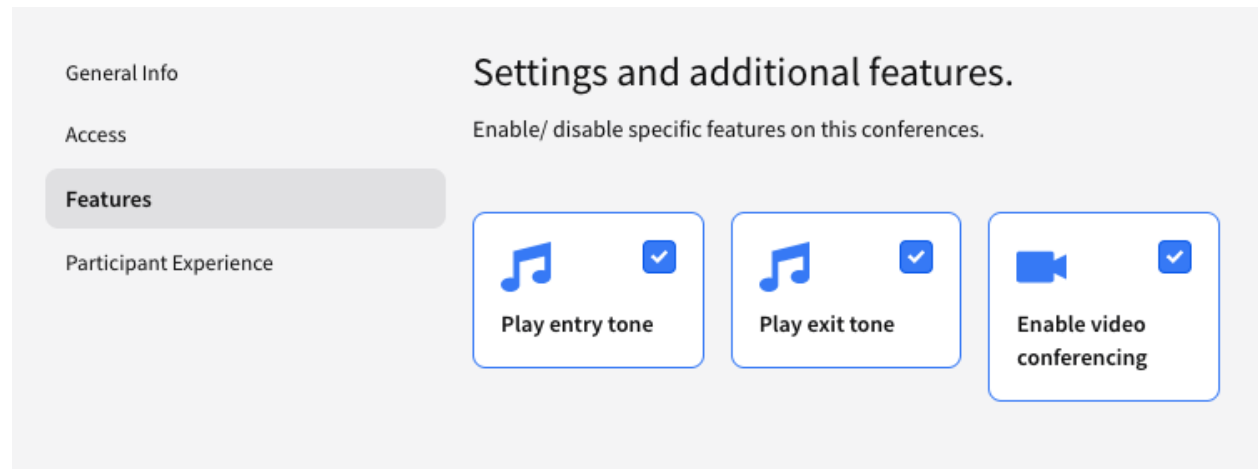 General Info
Access
Features
Participant Experience
Settings and additional features.
Enable/ disable specific features on this conferences.
Play entry tone
Play exit tone
Enable video
conferencing